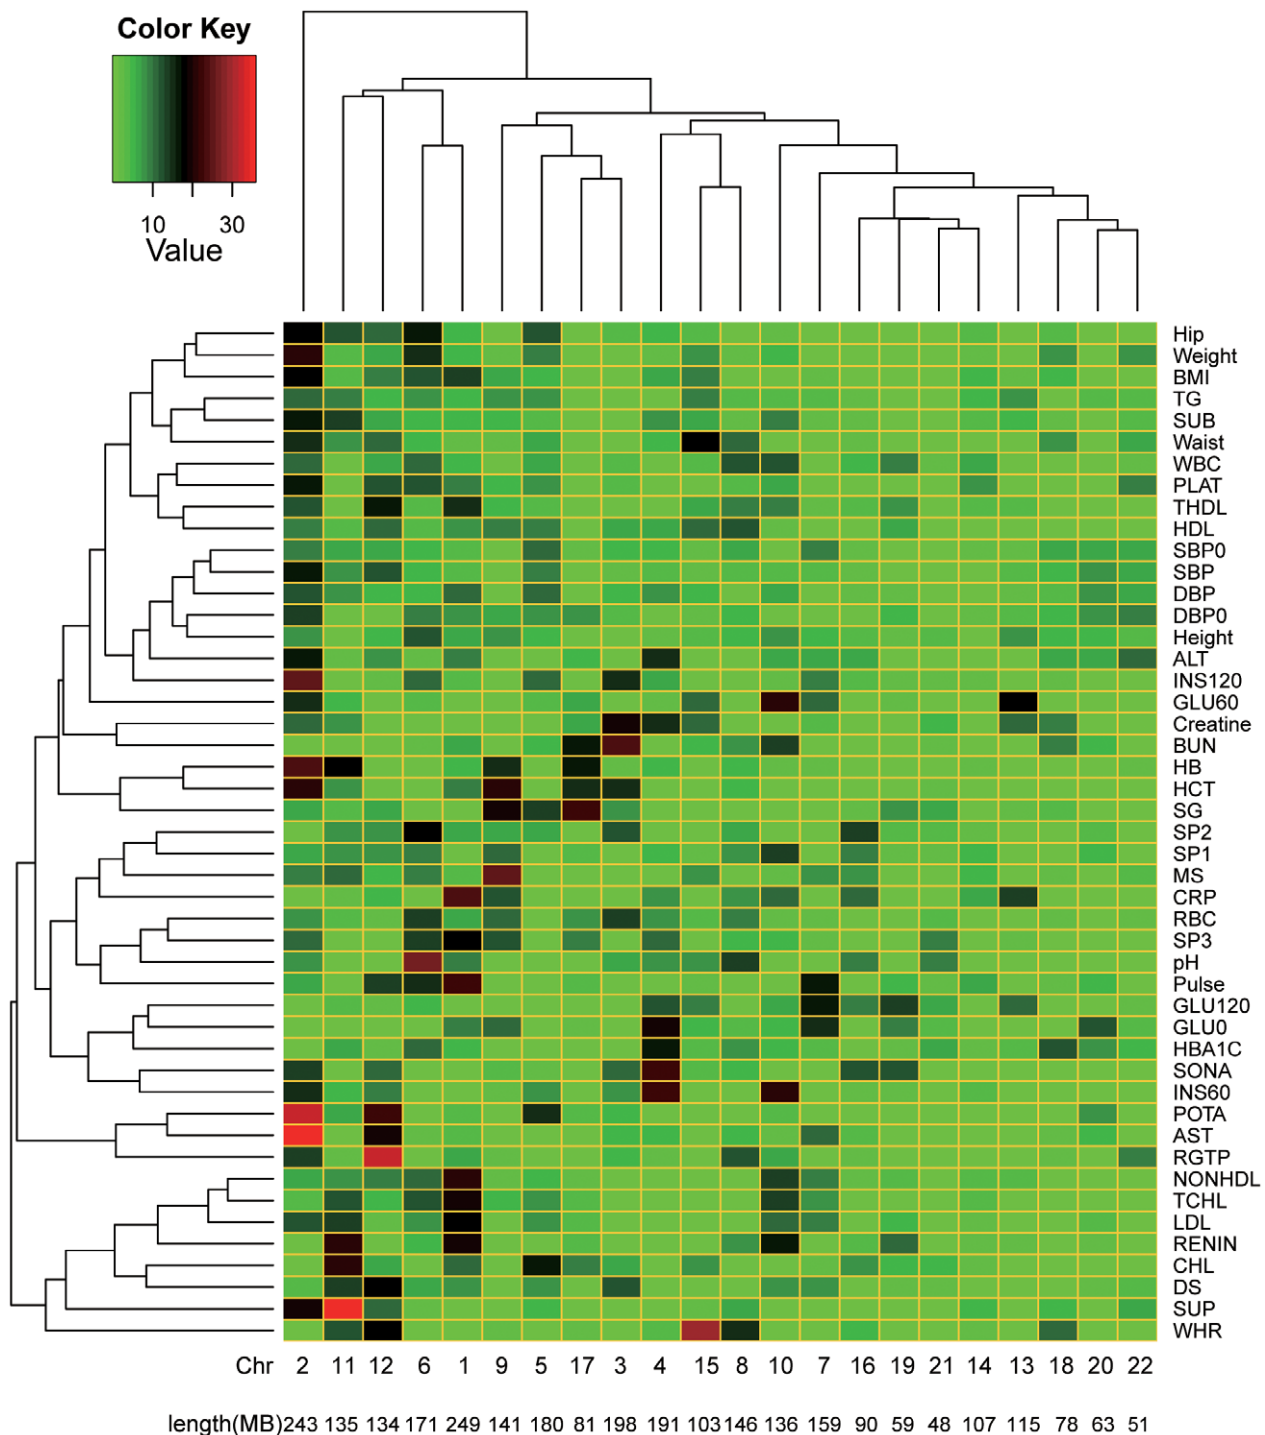 Color Key
10 30
Value
Hip
Weight
BMI
TG
SUB
Waist
WBC
PLAT
THDL
HDL
SBP0
SBP
DBP
DBP0
Height
ALT
INS120
GLU60
Creatine
BUN
HB
HCT
SG
SP2
SP1
MS
CRP
RBC
SP3
pH
Pulse
GLU120
GLU0
HBA1C
SONA
INS60
POTA
AST
RGTP
NONHDL
TCHL
LDL
RENIN
CHL
DS
SUP
WHR
Chr 2 11 12 6 1 9 5 17 3 4 15 8 10 7 16 19 21 14 13 18 20 22
length(MB) 243 135 134 171 249 141 180 81 198 191 103 146 136 159 90 59 48 107 115 78 63 51